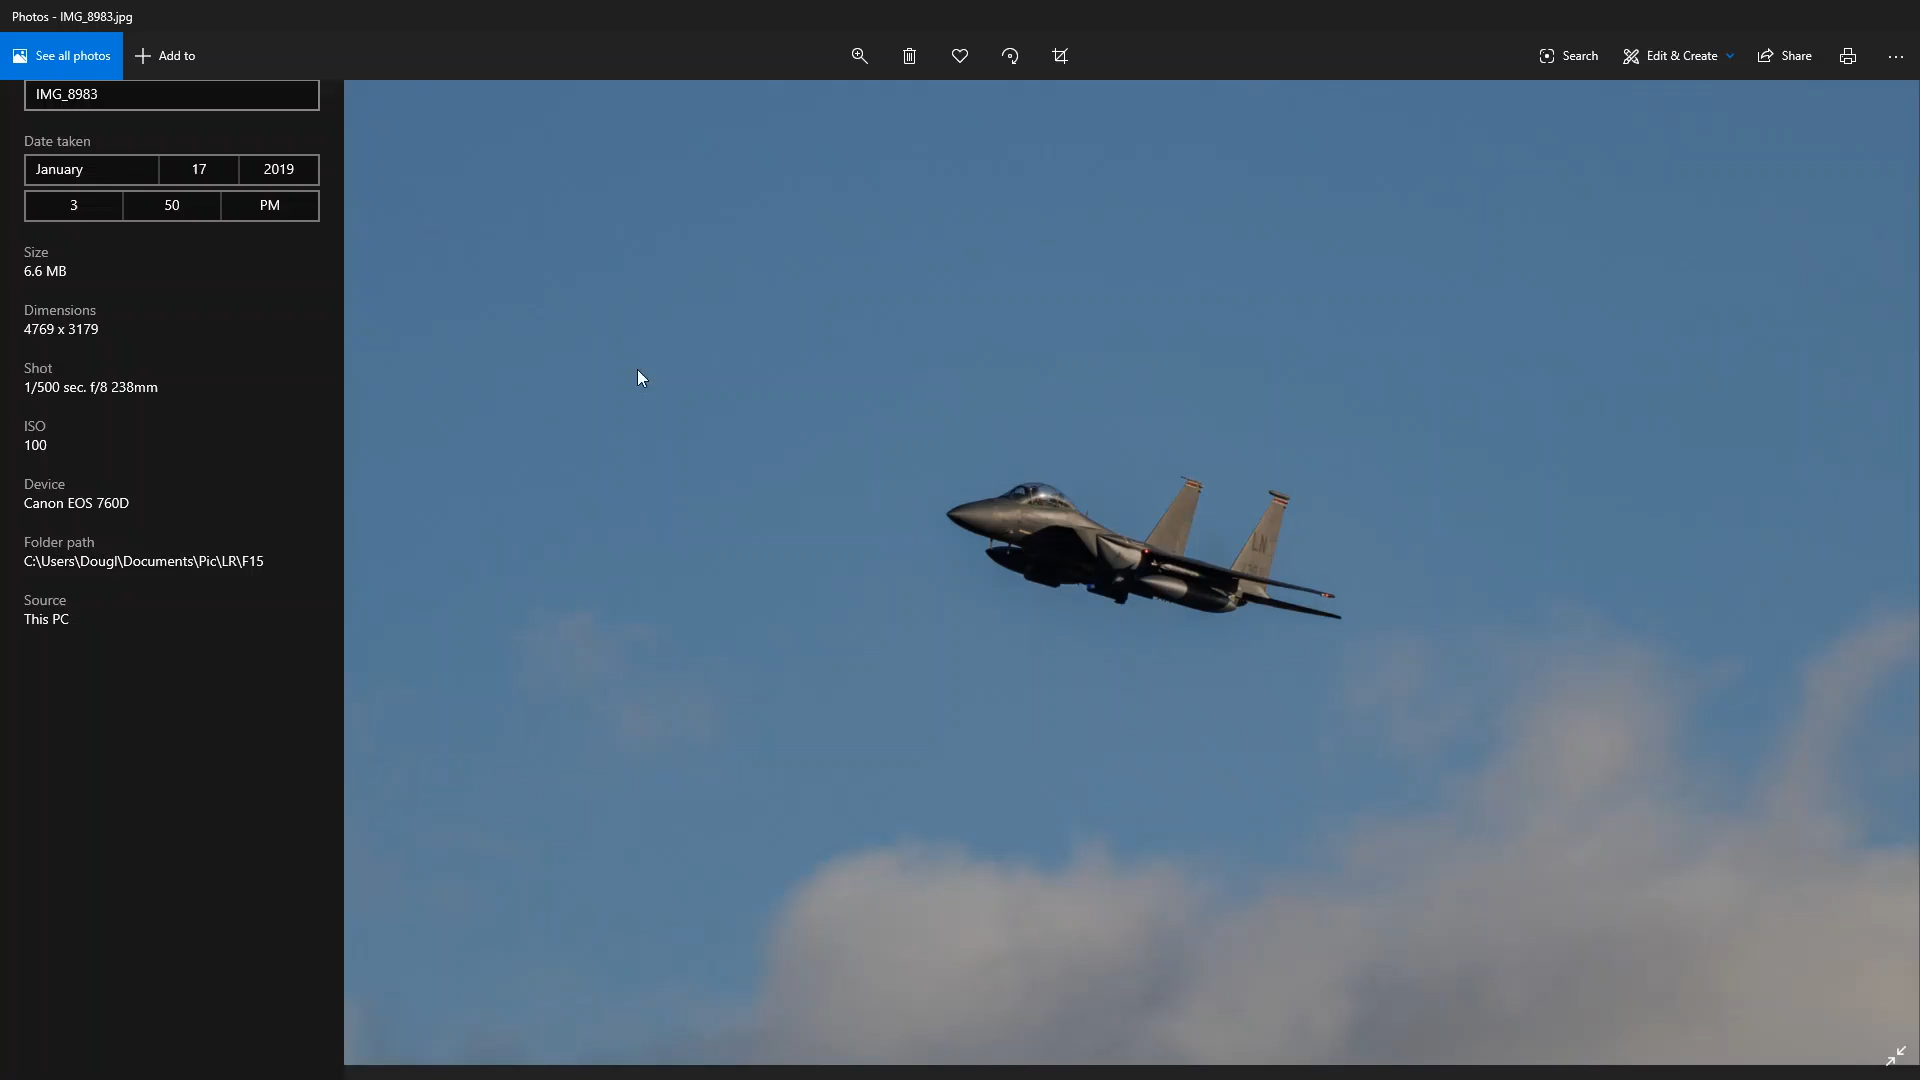 Photos - IMG_8983.jpg
See all photos
Add to
Search
Edit & Create
Share
IMG_8983
Date taken
January 17 2019
3 50 PM
Size
6.6 MB
Dimensions
4769 x 3179
Shot
1/500 sec. f/8 238mm
ISO
100
Device
Canon EOS 760D
Folder path
C:\Users\Dougl\Documents\Pic\LR\F15
Source
This PC
LN